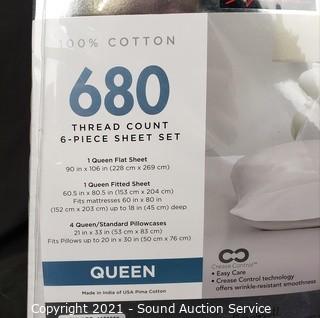 100% COTTON
680
THREAD COUNT
6-PIECE SHEET SET
1 Queen Flat Sheet
90 in x 106 in (228 cm x 269 cm)
1 Queen Fitted Sheet
60.5 in x 80.5 in (153 cm x 204 cm)
Fits mattresses 60 in x 80 in
(152 cm x 203 cm) up to 18 in (45 cm) deep
4 Queen/Standard Pillowcases
21 in x 33 in (53 cm x 83 cm)
Fits Pillows up to 20 in x 30 in (50 cm x 76 cm)
QUEEN
Made in India of USA Pima Cotton
Crease Control™
• Easy Care
• Crease Control technology
offers wrinkle-resistant smoothness
Copyright 2021 - Sound Auction Service